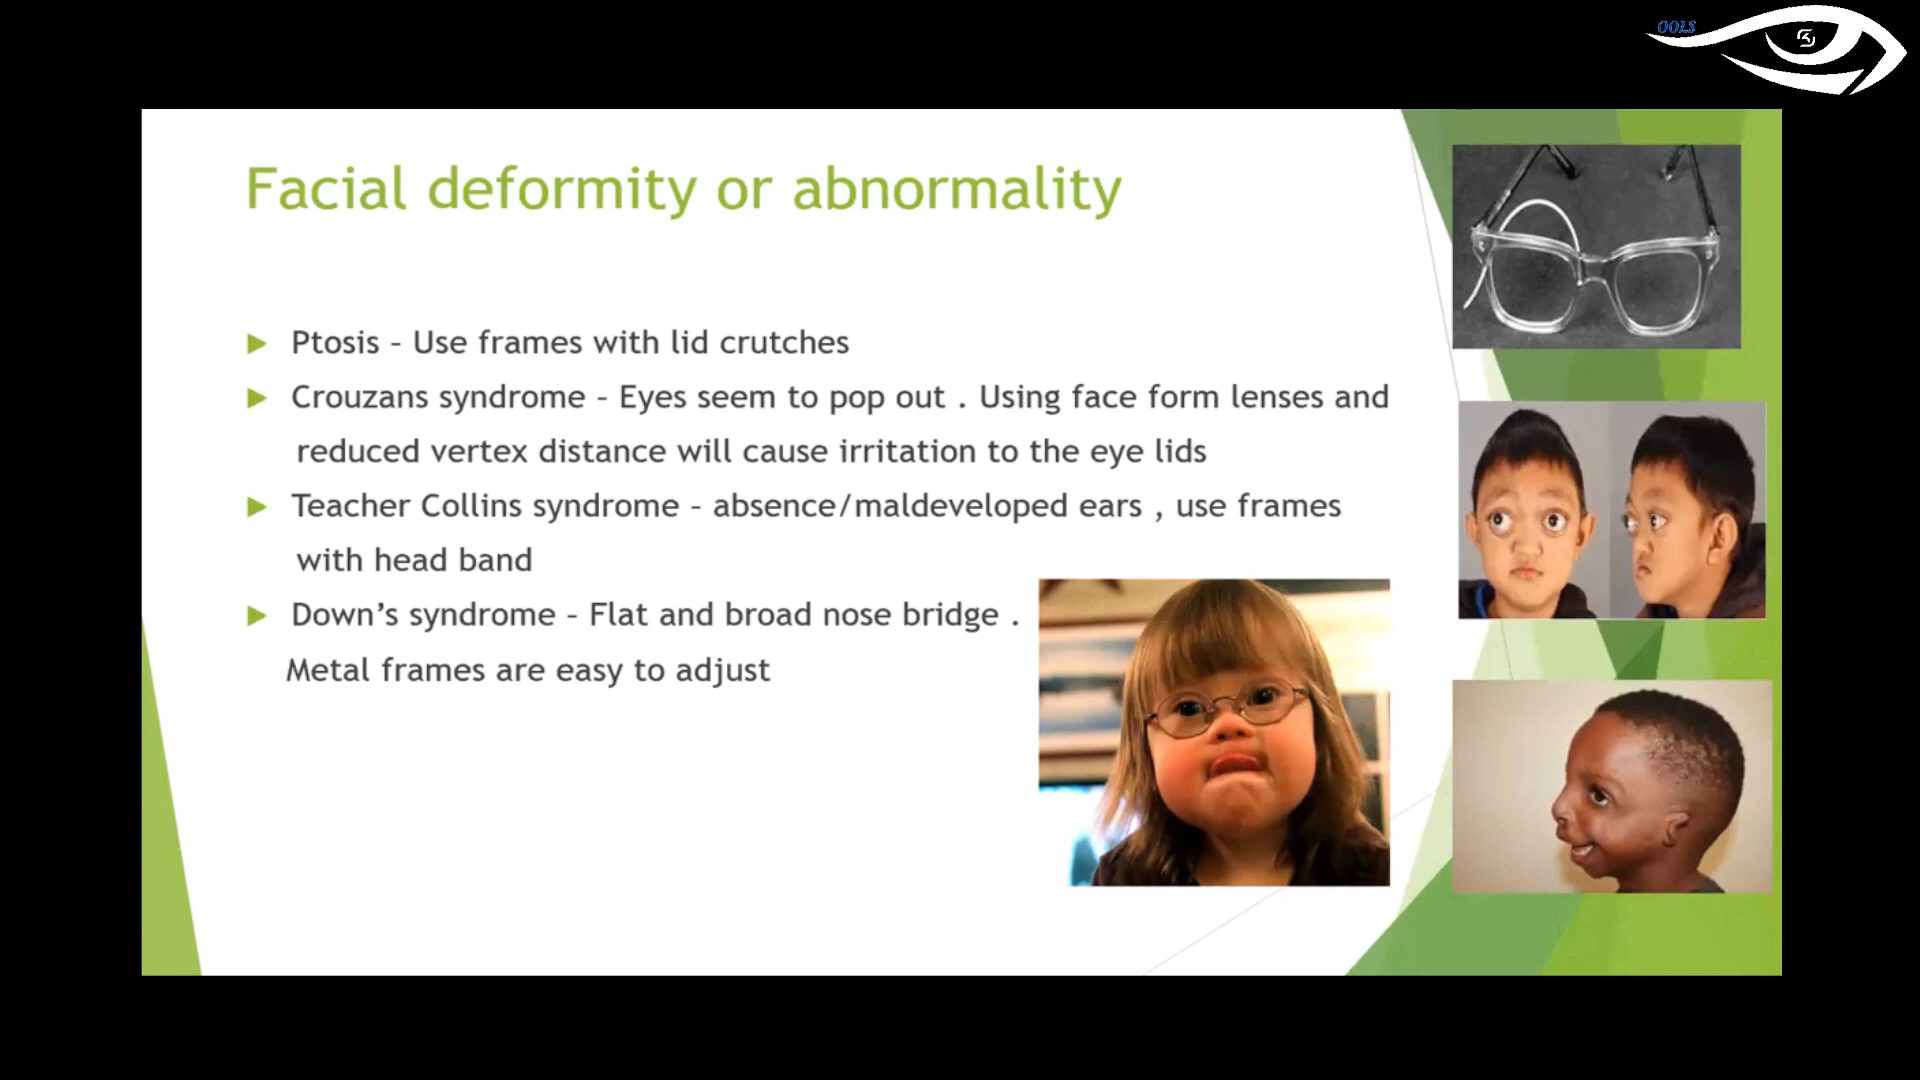 OOLS
Facial deformity or abnormality
Ptosis – Use frames with lid crutches
Crouzans syndrome – Eyes seem to pop out . Using face form lenses and
reduced vertex distance will cause irritation to the eye lids
Teacher Collins syndrome – absence/maldeveloped ears , use frames
with head band
Down’s syndrome – Flat and broad nose bridge .
Metal frames are easy to adjust